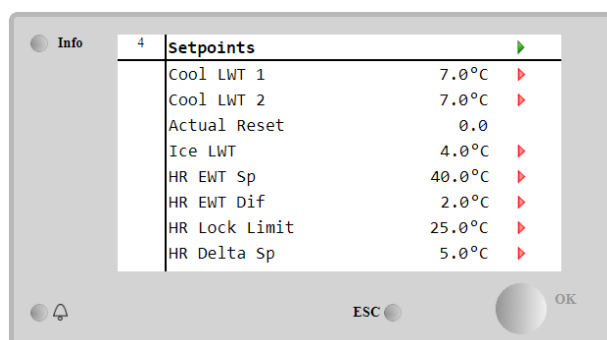 Info
4 Setpoints
Cool LWT 1 7.0°C
Cool LWT 2 7.0°C
Actual Reset 0.0
Ice LWT 4.0°C
HR EWT Sp 40.0°C
HR EWT Dif 2.0°C
HR Lock Limit 25.0°C
HR Delta Sp 5.0°C
ESC
OK